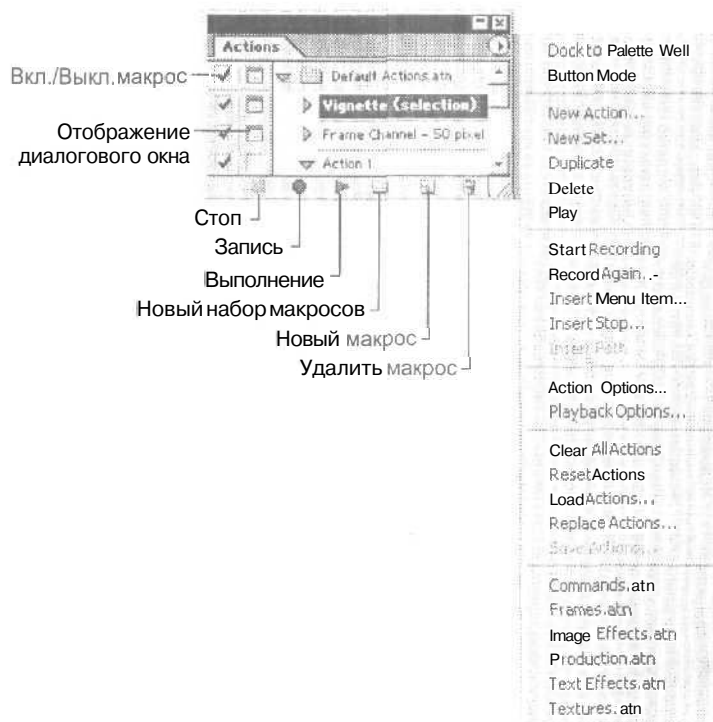 Actions
Вкл./Выкл. макрос
Default Actions.atn
Vignette (selection)
Отображение
диалогового окна
Frame Channel - 50 pixel
Action 1
Стоп
Запись
Выполнение
Новый набор макросов
Новый макрос
Удалить макрос
Dock to Palette Well
Button Mode
New Action...
New Set...
Duplicate
Delete
Play
Start Recording
Record Again. .-
Insert Menu Item...
Insert Stop...
Insert Path
Action Options...
Playback Options...
Clear All Actions
Reset Actions
Load Actions...
Replace Actions...
Save Actions...
Commands.atn
Frames.atn
Image Effects.atn
Production.atn
Text Effects.atn
Textures.atn